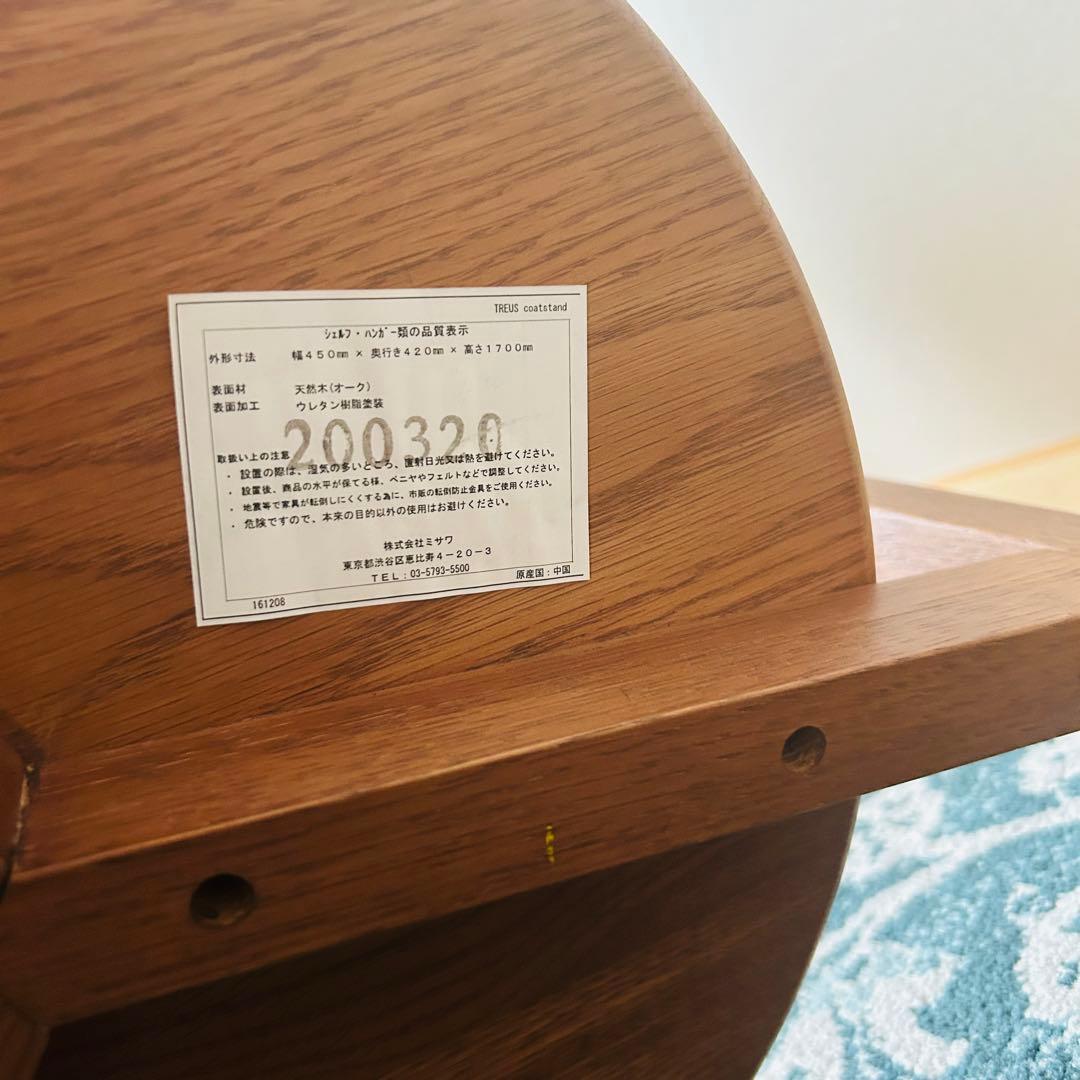 TREUS coatstand
シェルフ・ハンガー類の品質表示
外形寸法 幅450mm × 奥行き420mm × 高さ1700mm
表面材 天然木(オーク)
表面加工 ウレタン樹脂塗装
200320
取扱い上の注意
・ 設置の際は、湿気の多いところ、直射日光又は熱を避けてください。
・ 設置後、商品の水平が保てる様、ベニヤやフェルトなどで調整してください。
・ 地震等で家具が転倒しにくくする為に、市販の転倒防止金具をご使用ください。
・ 危険ですので、本来の目的以外の使用はお避けください。
株式会社ミサワ
東京都渋谷区恵比寿4-20-3
TEL:03-5793-5500
原産国:中国
161208